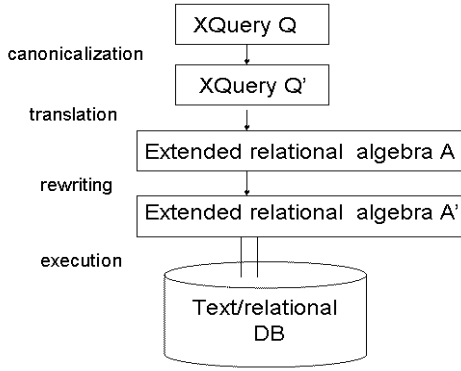 XQuery Q
canonicalization
XQuery Q’
translation
Extended relational algebra A
rewriting
Extended relational algebra A’
execution
Text/relational
DB